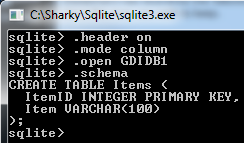 C:\Sharky\Sqlite\sqlite3.exe
sqlite> .header on
sqlite> .mode column
sqlite> .open GDIDB1
sqlite> .schema
CREATE TABLE Items (
  ItemID INTEGER PRIMARY KEY,
  Item VARCHAR(100)
);
sqlite>